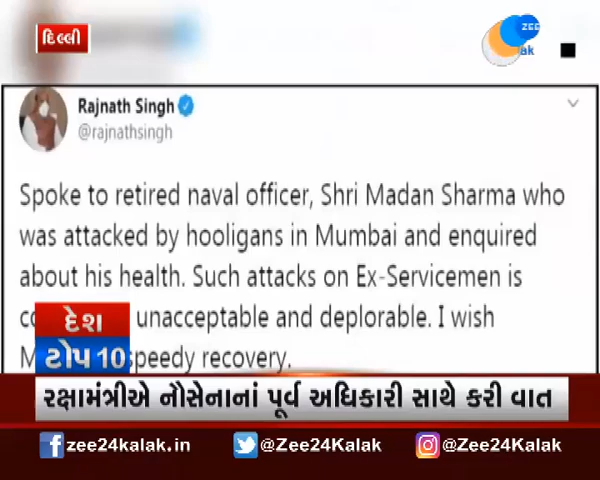 દિલ્લી
ZEE
ak
Rajnath Singh
@rajnathsingh
Spoke to retired naval officer, Shri Madan Sharma who
was attacked by hooligans in Mumbai and enquired
about his health. Such attacks on Ex-Servicemen is
unacceptable and deplorable. I wish
speedy recovery.
દેશ
ટોપ 10
રક્ષામંત્રીએ નૌસેનાનાં પૂર્વ અધિકારી સાથે કરી વાત
zee24kalak.in
@Zee24Kalak
@Zee24Kalak